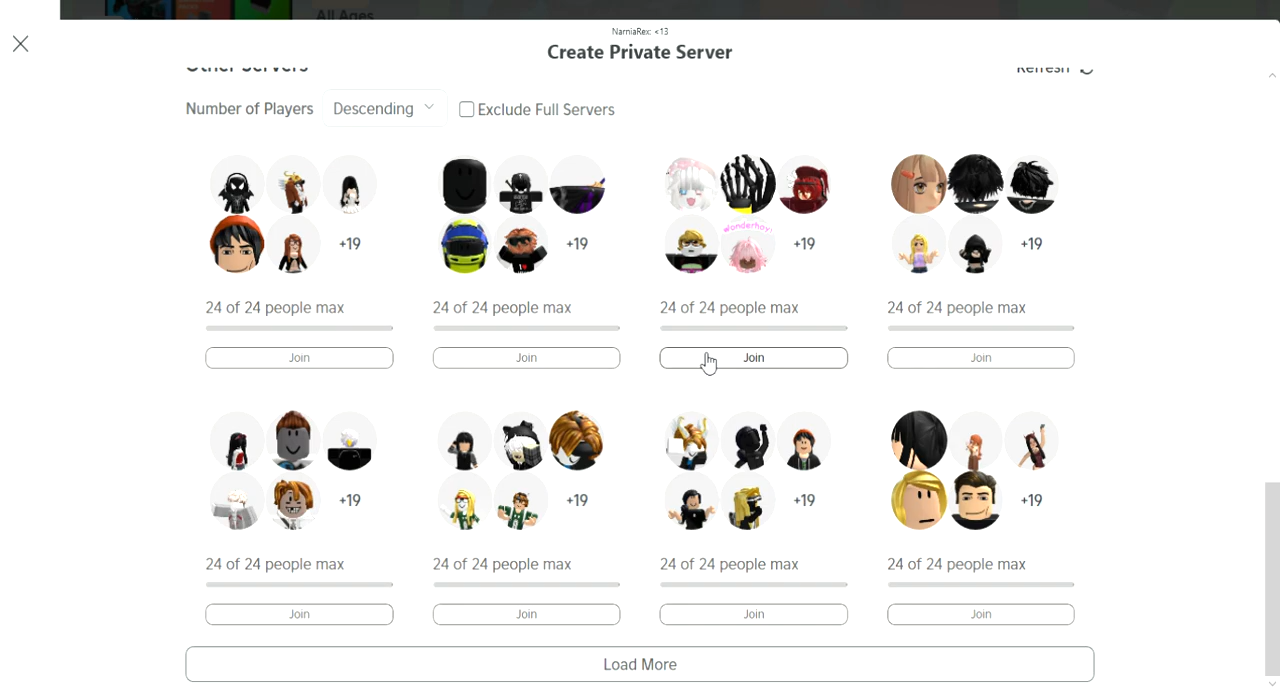 All Ages
NarniaRex: <13
Create Private Server
Other Servers
Refresh
Number of Players Descending Exclude Full Servers
Wonderhoy!
+19 +19 +19 +19
24 of 24 people max 24 of 24 people max 24 of 24 people max 24 of 24 people max
Join Join Join Join
+19 +19 +19 +19
24 of 24 people max 24 of 24 people max 24 of 24 people max 24 of 24 people max
Join Join Join Join
Load More